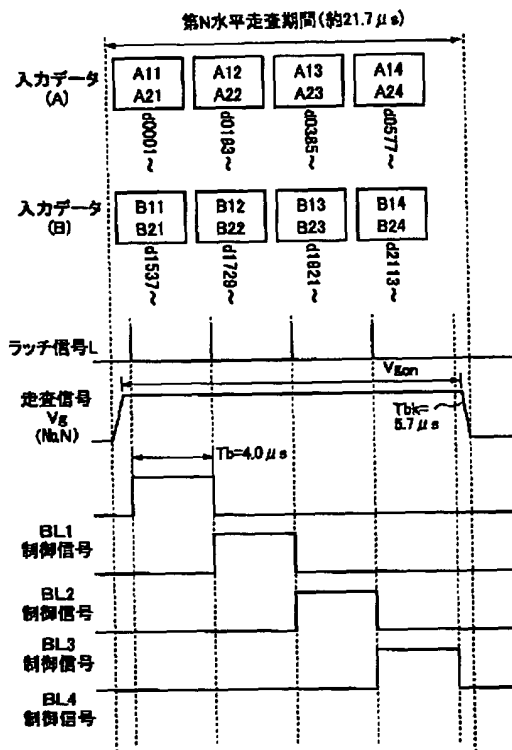 第N水平走査期間(約21.7μs)
入力データ
(A)
A11
A21
A12
A22
A13
A23
A14
A24
d0001~
d0193~
d0385~
d0577~
入力データ
(B)
B11
B21
B12
B22
B13
B23
B14
B24
d1537~
d1729~
d1921~
d2113~
ラッチ信号L
Vgon
走査信号
Vg
(No.N)
Tbk=
5.7μs
Tb=4.0μs
BL1
制御信号
BL2
制御信号
BL3
制御信号
BL4
制御信号